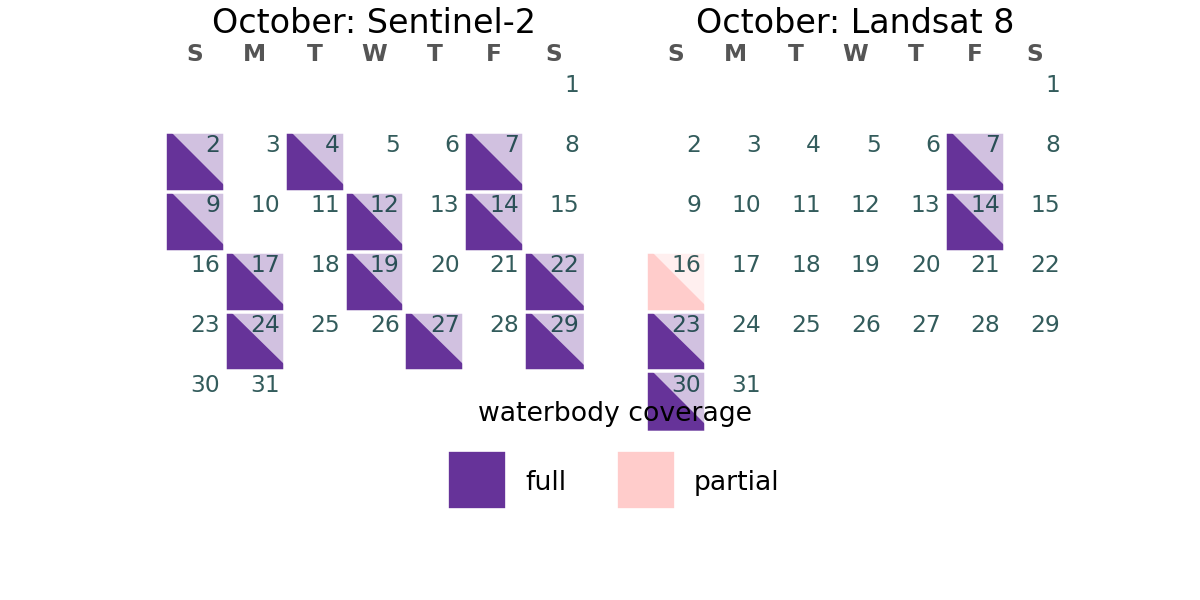 October: Sentinel-2
S M T W T F S
1
2 3 4 5 6 7 8
9 10 11 12 13 14 15
16 17 18 19 20 21 22
23 24 25 26 27 28 29
30 31
October: Landsat 8
S M T W T F S
1
2 3 4 5 6 7 8
9 10 11 12 13 14 15
16 17 18 19 20 21 22
23 24 25 26 27 28 29
30 31
waterbody coverage
full partial